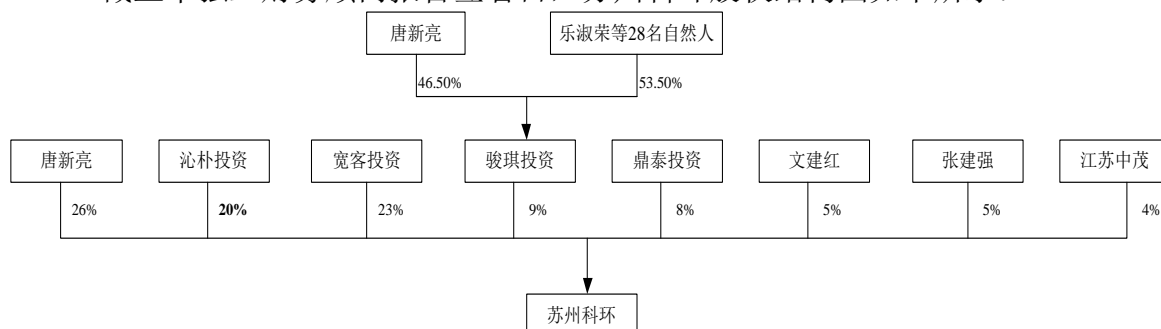 唐新亮 乐淑荣等28名自然人
46.50% 53.50%
唐新亮 沁朴投资 宽客投资 骏琪投资 鼎泰投资 文建红 张建强 江苏中茂
26% 20% 23% 9% 8% 5% 5% 4%
苏州科环